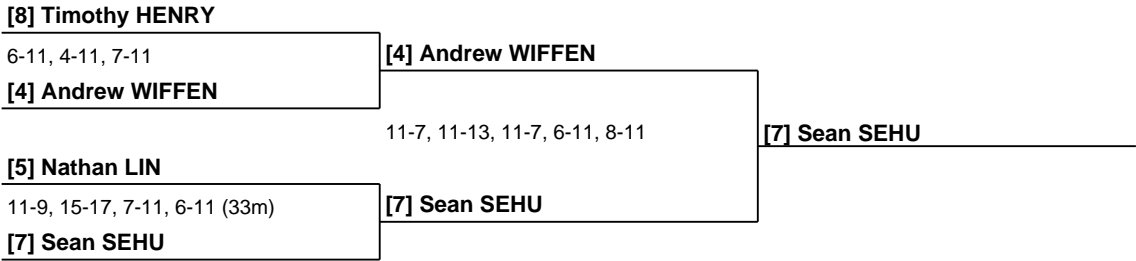 [8] Timothy HENRY
6-11, 4-11, 7-11
[4] Andrew WIFFEN
[4] Andrew WIFFEN
11-7, 11-13, 11-7, 6-11, 8-11
[7] Sean SEHU
[5] Nathan LIN
11-9, 15-17, 7-11, 6-11 (33m)
[7] Sean SEHU
[7] Sean SEHU